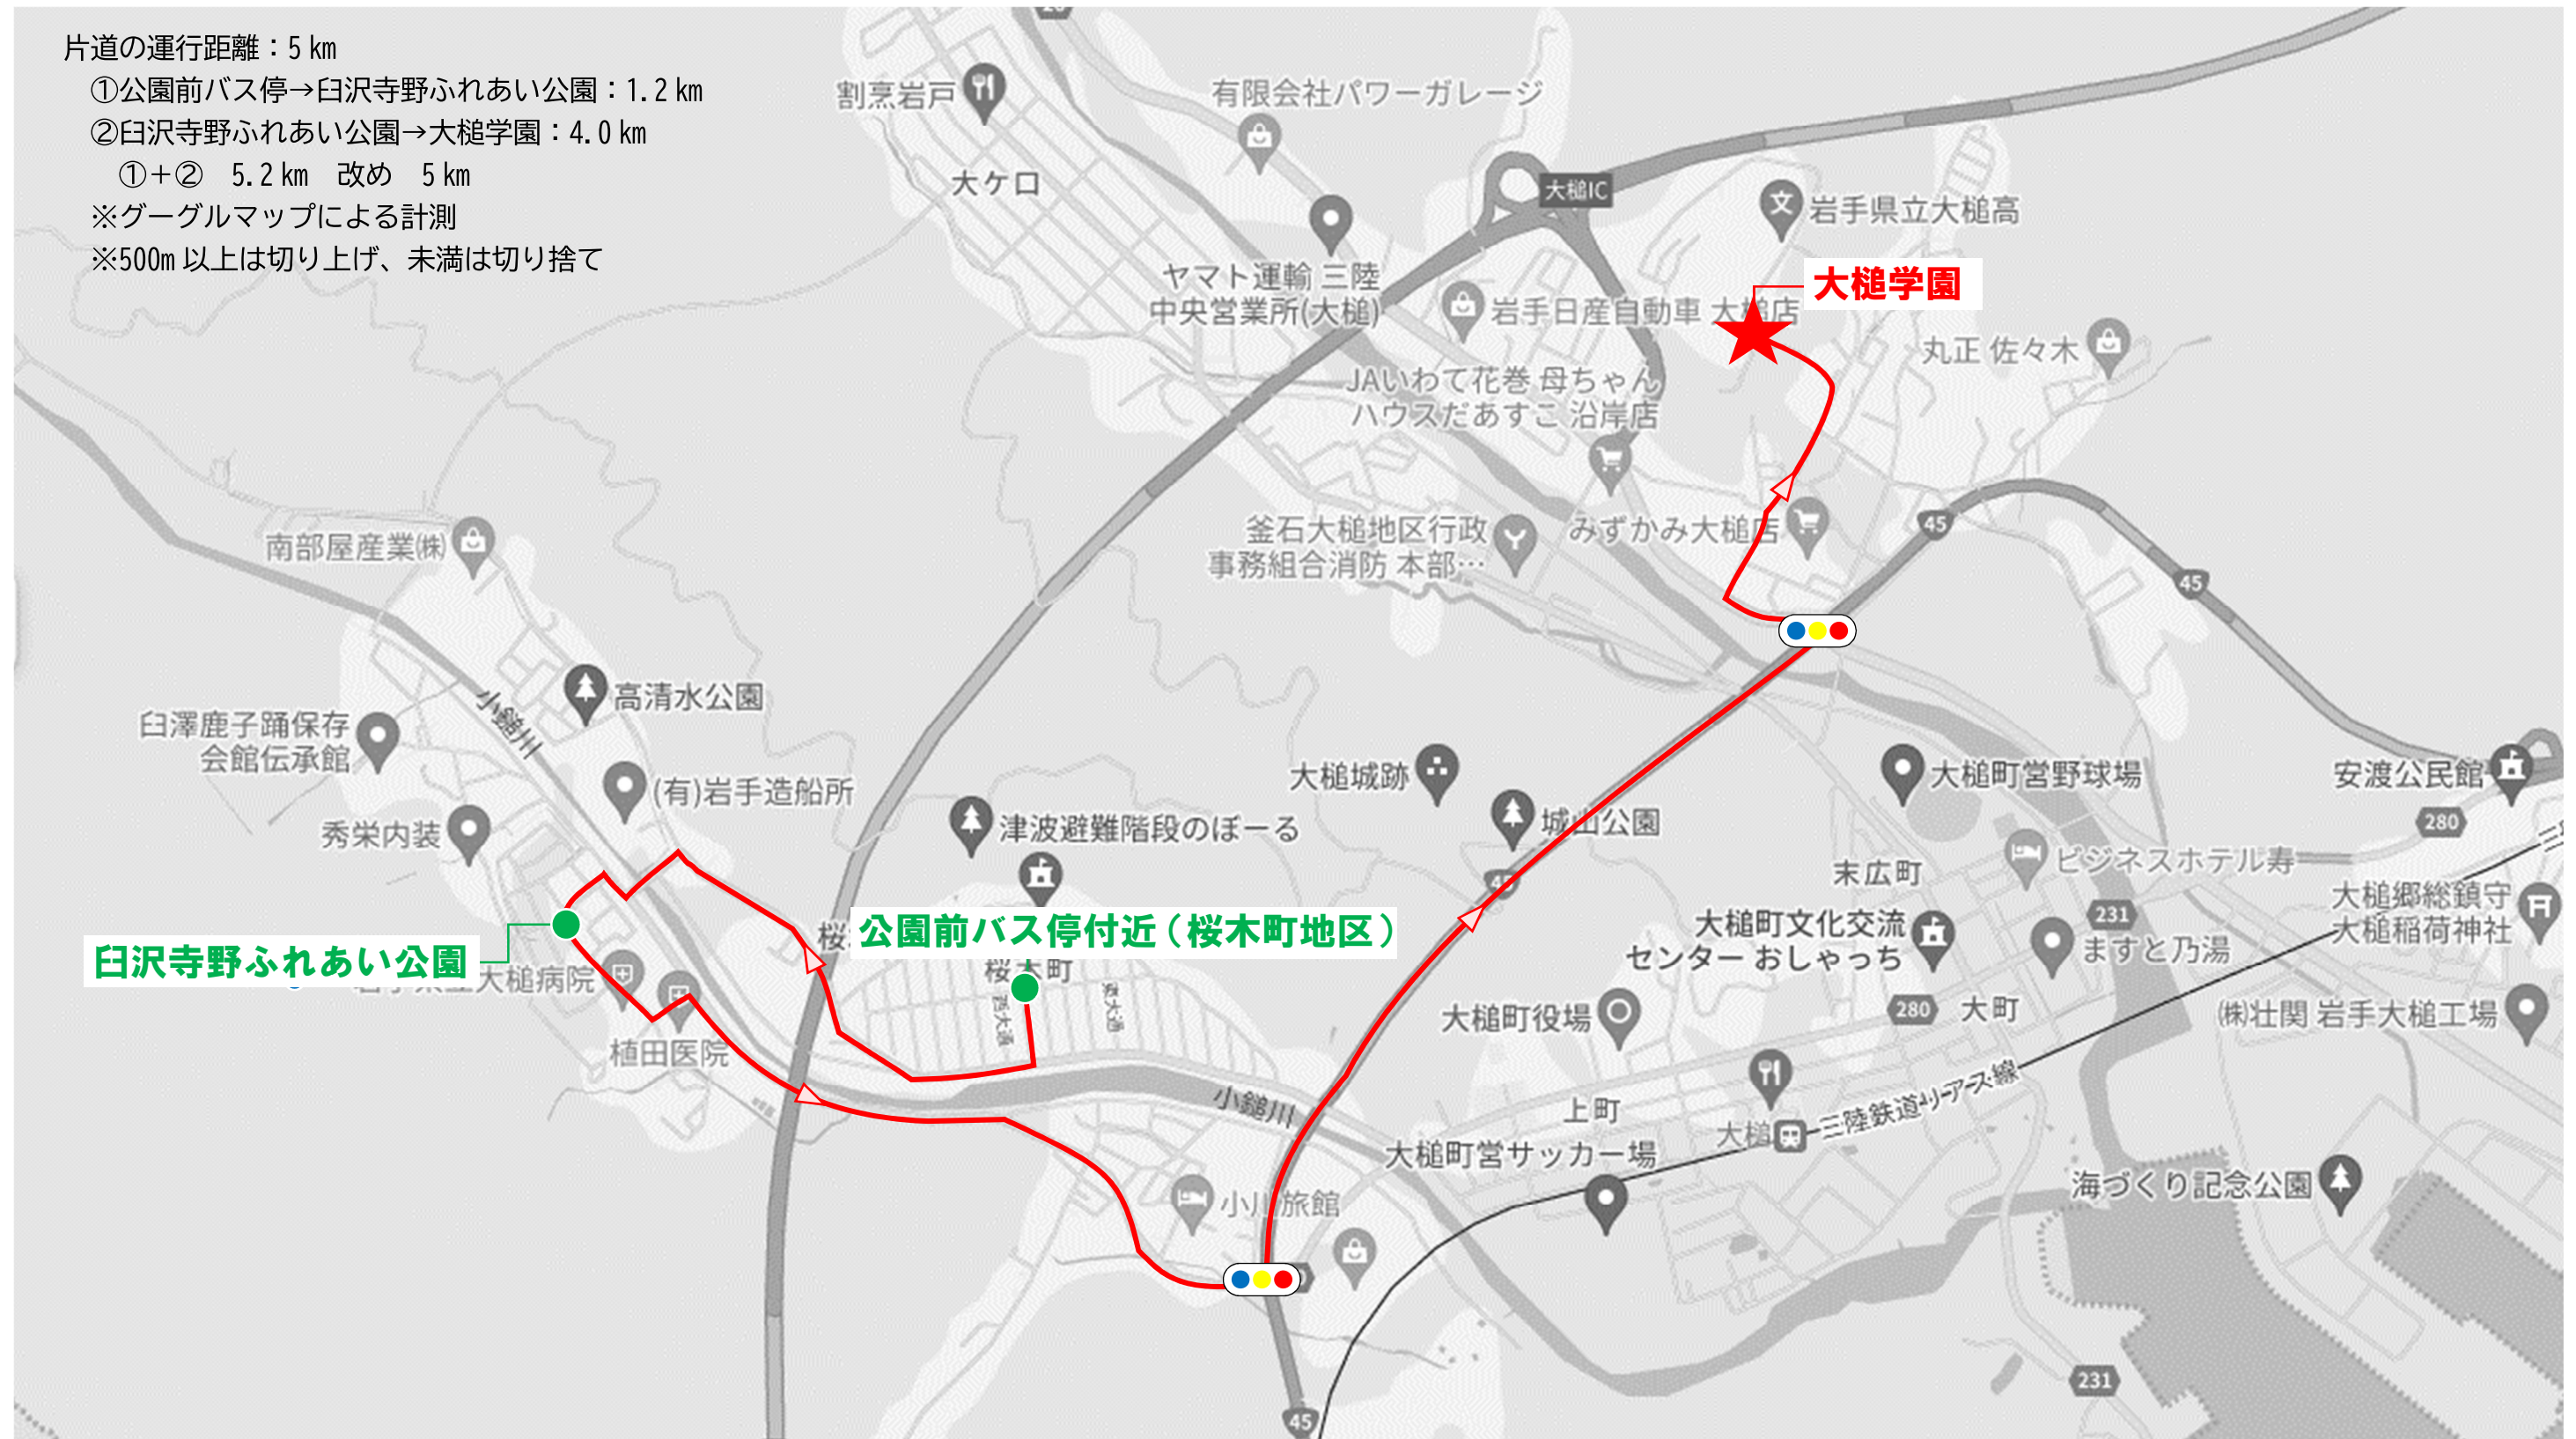 片道の運行距離：5km
①公園前バス停→臼沢寺野ふれあい公園：1.2km
②臼沢寺野ふれあい公園→大槌学園：4.0km
①＋②　5.2km　改め　5km
※グーグルマップによる計測
※500m以上は切り上げ、未満は切り捨て
割烹岩戸
有限会社パワーガレージ
大ケ口
大槌IC
岩手県立大槌高
大槌学園
ヤマト運輸 三陸
中央営業所(大槌)
岩手日産自動車 大槌店
丸正 佐々木
JAいわて花巻 母ちゃん
ハウスだあすこ 沿岸店
釜石大槌地区行政
事務組合消防 本部…
みずかみ大槌店
45
45
南部屋産業㈱
高清水公園
小鎚川
臼澤鹿子踊保存
会館伝承館
(有)岩手造船所
秀栄内装
津波避難階段のぼーる
大槌城跡
城山公園
45
大槌町営野球場
安渡公民館
280
末広町
ビジネスホテル寿
大槌郷総鎮守
大槌稲荷神社
231
ますと乃湯
大槌町文化交流
センター おしゃっち
公園前バス停付近（桜木町地区）
桜木町
西大通
東大通
臼沢寺野ふれあい公園
大槌病院
植田医院
大槌町役場
280
大町
㈱壮関 岩手大槌工場
小鎚川
上町
大槌
三陸鉄道リアス線
大槌町営サッカー場
小川旅館
海づくり記念公園
231
45